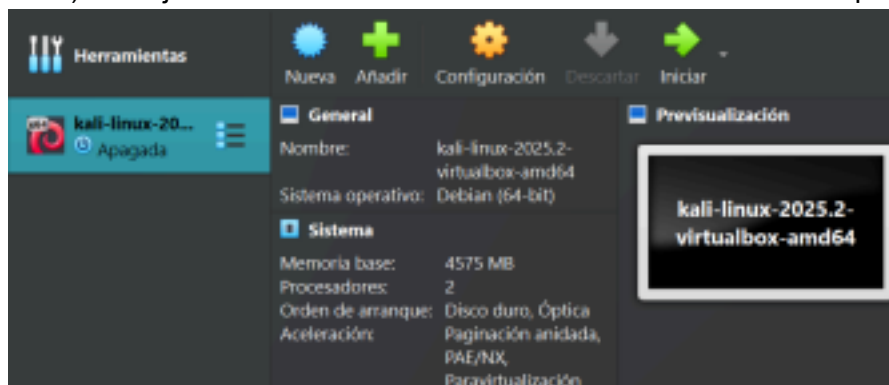 Herramientas
Nueva Añadir Configuración Descartar Iniciar
kali-linux-20...
Apagada
General
Nombre: kali-linux-2025.2-
virtualbox-amd64
Sistema operativo: Debian (64-bit)
Sistema
Memoria base: 4575 MB
Procesadores: 2
Orden de arranque: Disco duro, Óptica
Aceleración: Paginación anidada,
PAE/NX,
Paravirtualización
Previsualización
kali-linux-2025.2-
virtualbox-amd64